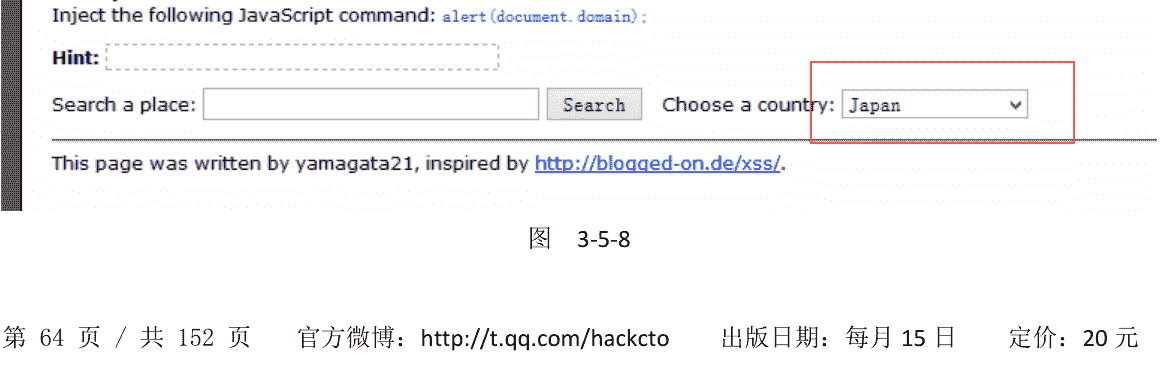 Inject the following JavaScript command: alert(document.domain);
Hint:
Search a place: Search Choose a country: Japan
This page was written by yamagata21, inspired by http://blogged-on.de/xss/.
图 3-5-8
第 64 页 / 共 152 页 官方微博：http://t.qq.com/hackcto 出版日期：每月 15 日 定价：20 元